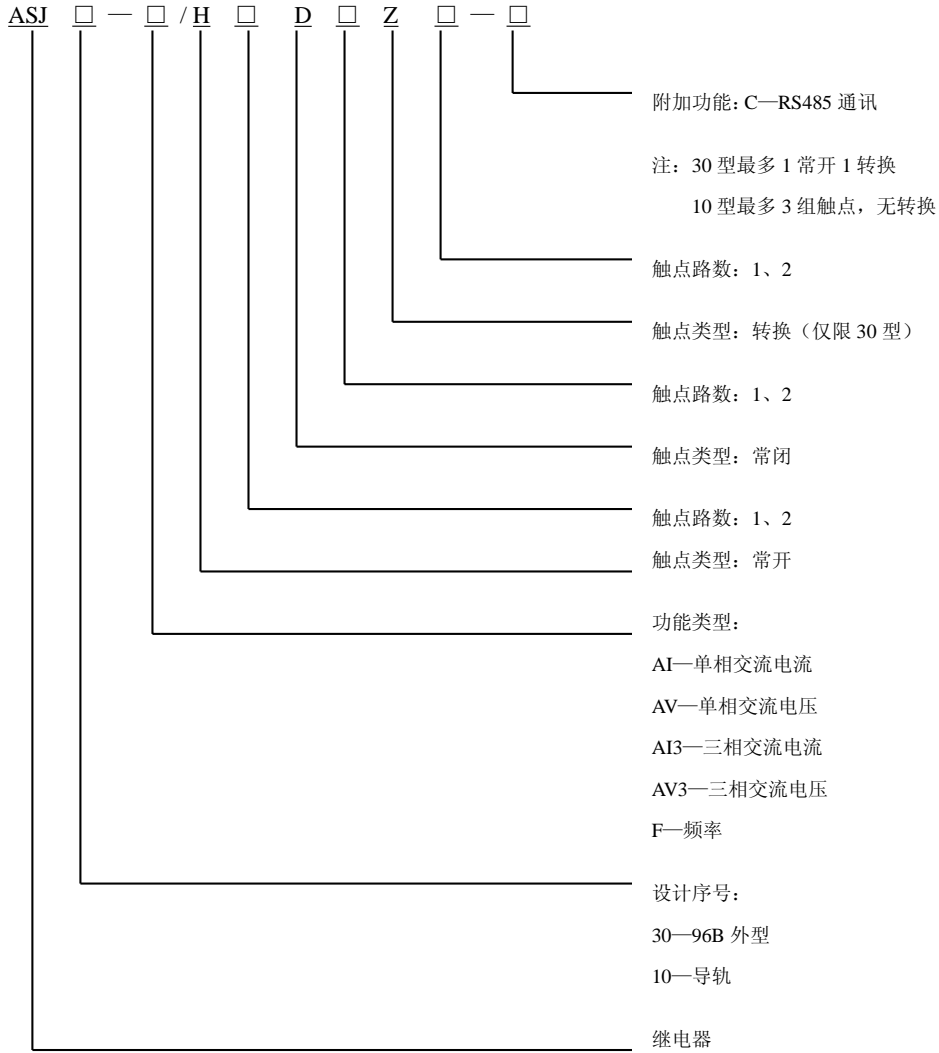 ASJ □ — □ / H □ D □ Z □ — □
附加功能：C—RS485 通讯
注：30 型最多 1 常开 1 转换
10 型最多 3 组触点，无转换
触点路数：1、2
触点类型：转换（仅限 30 型）
触点路数：1、2
触点类型：常闭
触点路数：1、2
触点类型：常开
功能类型：
AI—单相交流电流
AV—单相交流电压
AI3—三相交流电流
AV3—三相交流电压
F—频率
设计序号：
30—96B 外型
10—导轨
继电器